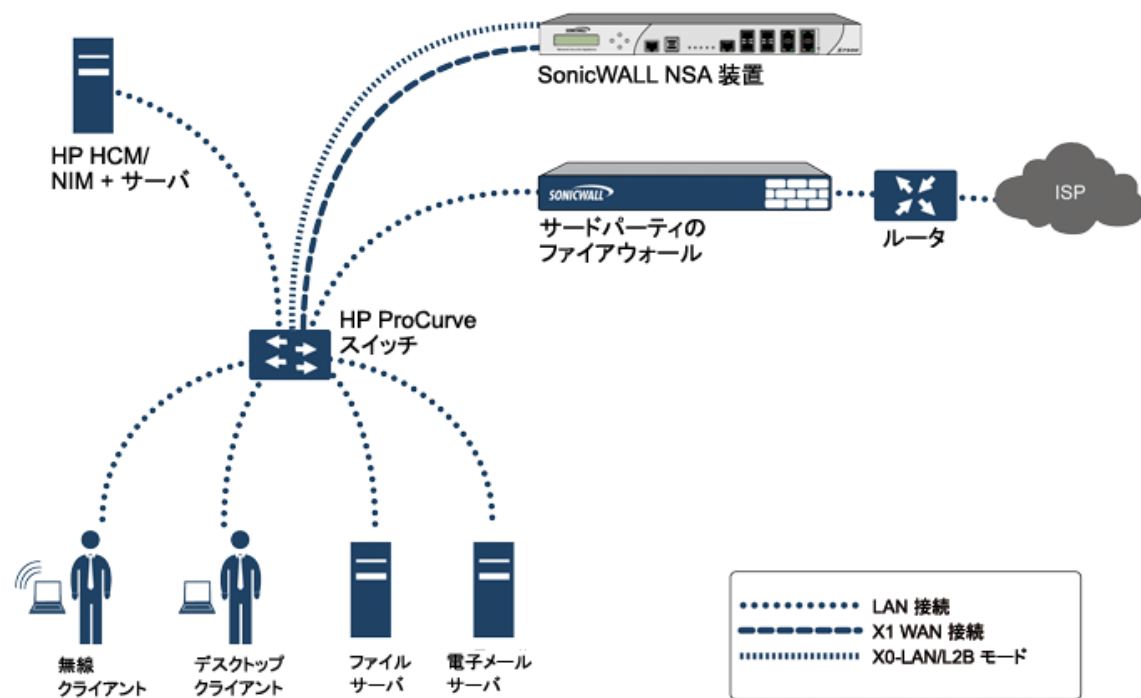 SONICWALL
SonicWALL NSA 装置
HP HCM/
NIM + サーバ
SONICWALL
サードパーティの
ファイアウォール
ルータ
ISP
HP ProCurve
スイッチ
無線
クライアント
デスクトップ
クライアント
ファイル
サーバ
電子メール
サーバ
LAN 接続
X1 WAN 接続
X0-LAN/L2B モード